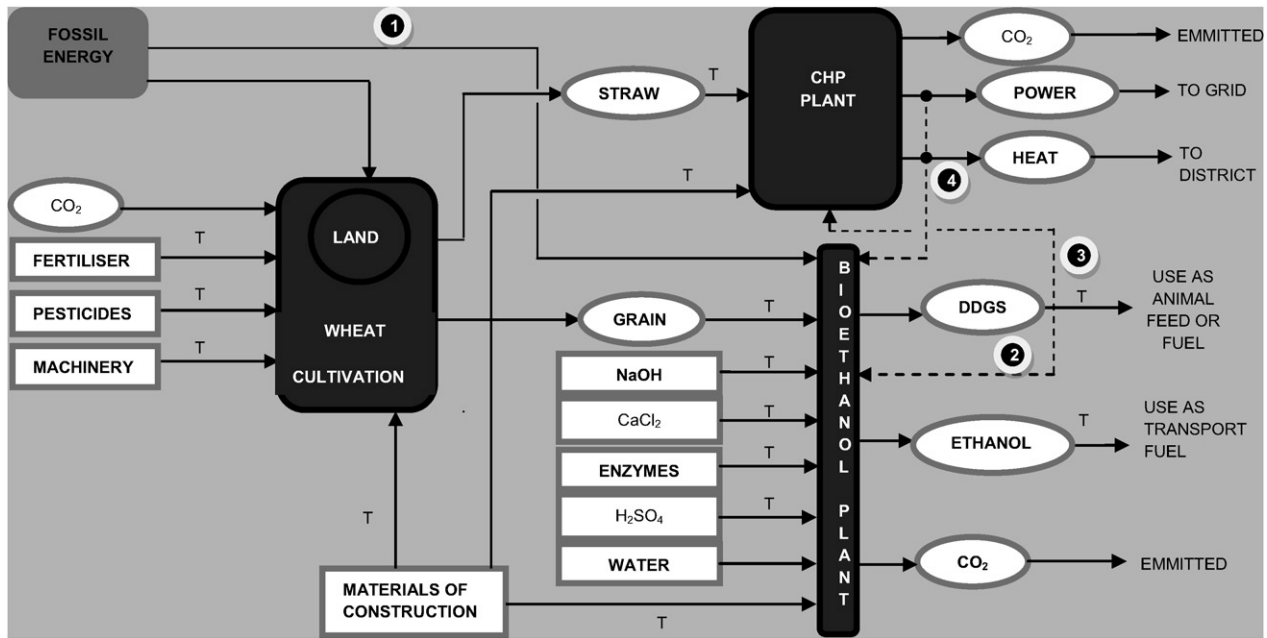 FOSSIL
ENERGY
1
CO₂
T
FERTILISER
T
PESTICIDES
T
MACHINERY
LAND
WHEAT
CULTIVATION
T
MATERIALS OF
CONSTRUCTION
T
STRAW
T
T
CHP
PLANT
CO₂
EMMITTED
POWER
TO GRID
HEAT
TO
DISTRICT
4
3
GRAIN
T
NaOH
T
CaCl₂
T
ENZYMES
T
H₂SO₄
T
WATER
T
BIOETHANOL PLANT
DDGS
T
USE AS
ANIMAL
FEED OR
FUEL
2
ETHANOL
T
USE AS
TRANSPORT
FUEL
CO₂
EMMITTED